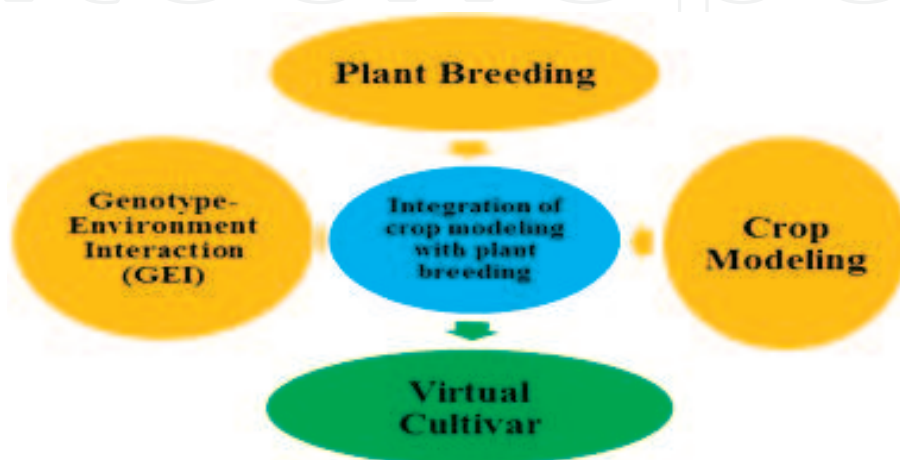 Plant Breeding
Genotype-
Environment
Interaction
(GEI)
Integration of
crop modeling
with plant
breeding
Crop
Modeling
Virtual
Cultivar